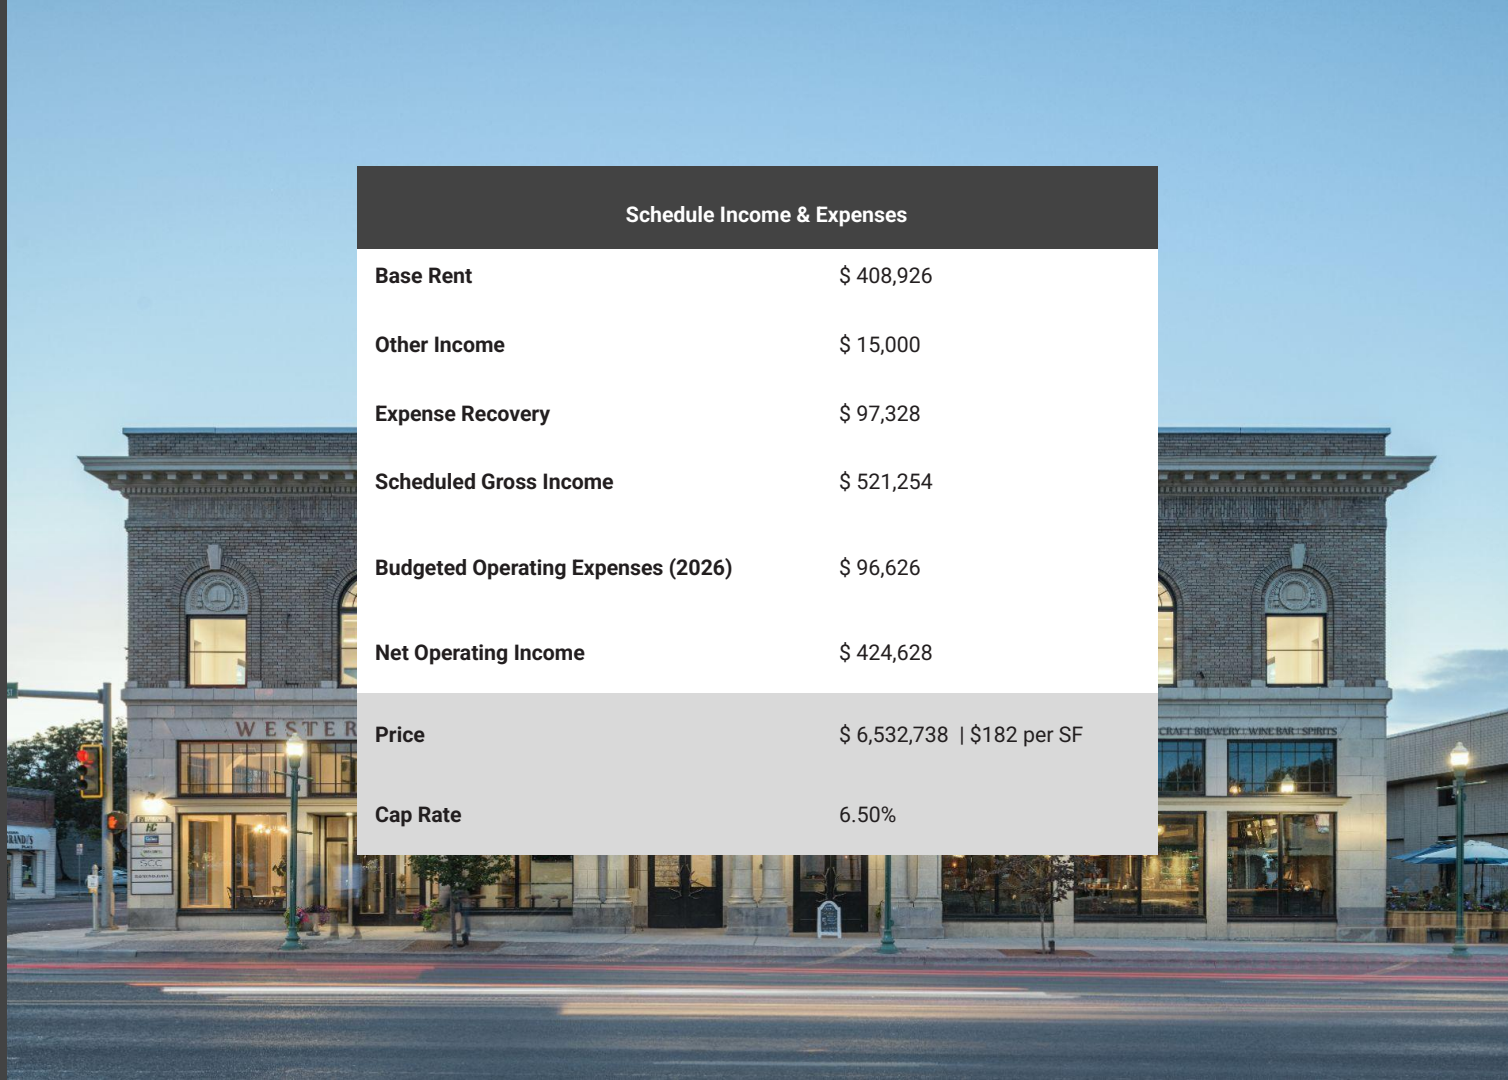 Schedule Income & Expenses
Base Rent $ 408,926
Other Income $ 15,000
Expense Recovery $ 97,328
Scheduled Gross Income $ 521,254
Budgeted Operating Expenses (2026) $ 96,626
Net Operating Income $ 424,628
Price $ 6,532,738 | $182 per SF
Cap Rate 6.50%
WESTER
CRAFT BREWERY : WINE BAR : SPIRITS
HC
SCC